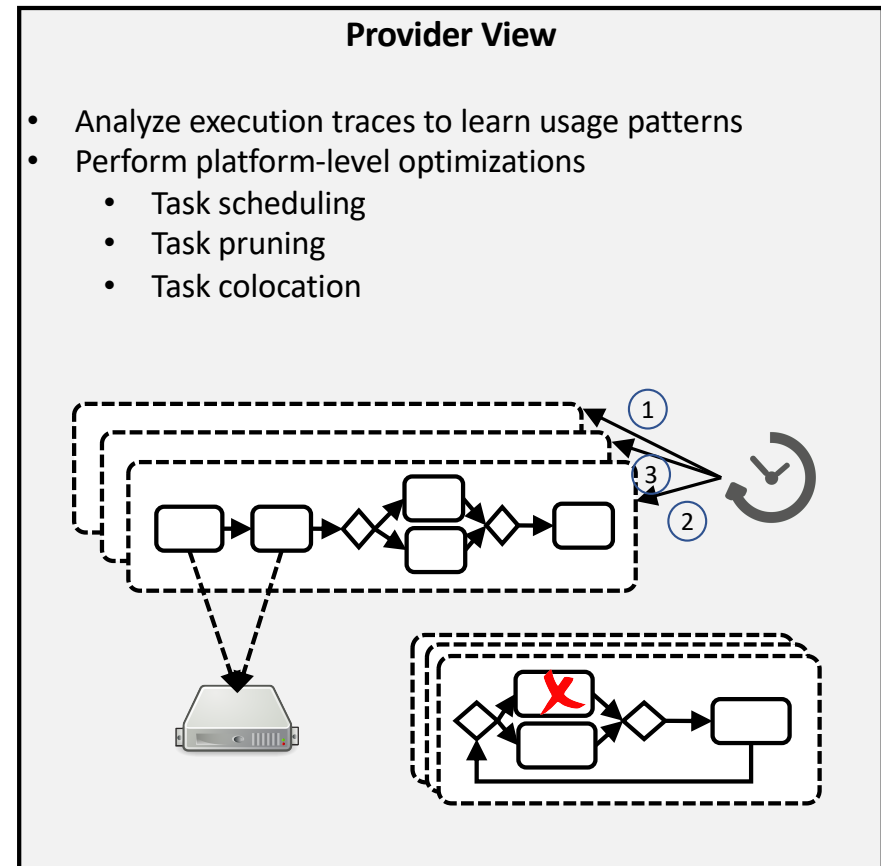 Provider View
• Analyze execution traces to learn usage patterns
• Perform platform-level optimizations
• Task scheduling
• Task pruning
• Task colocation
1
3
2